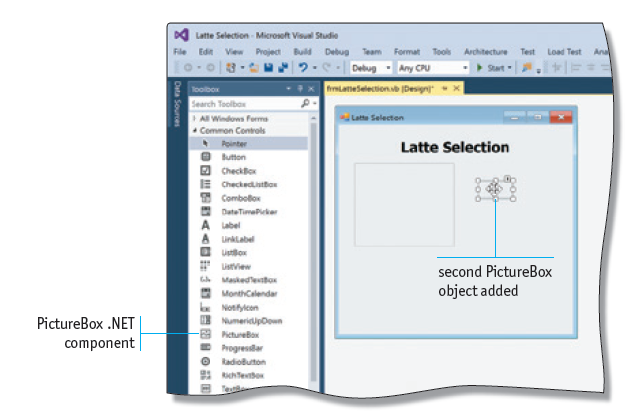 Latte Selection - Microsoft Visual Studio
File Edit View Project Build Debug Team Format Tools Architecture Test Load Test Ana
Debug Any CPU Start
Data Sources
Toolbox
frmLatteSelection.vb [Design]*
Search Toolbox
All Windows Forms
Common Controls
Pointer
Button
CheckBox
CheckedListBox
ComboBox
DateTimePicker
Label
LinkLabel
ListBox
ListView
MaskedTextBox
MonthCalendar
NotifyIcon
NumericUpDown
PictureBox
ProgressBar
RadioButton
RichTextBox
TextBo
Latte Selection
Latte Selection
second PictureBox
object added
PictureBox .NET
component